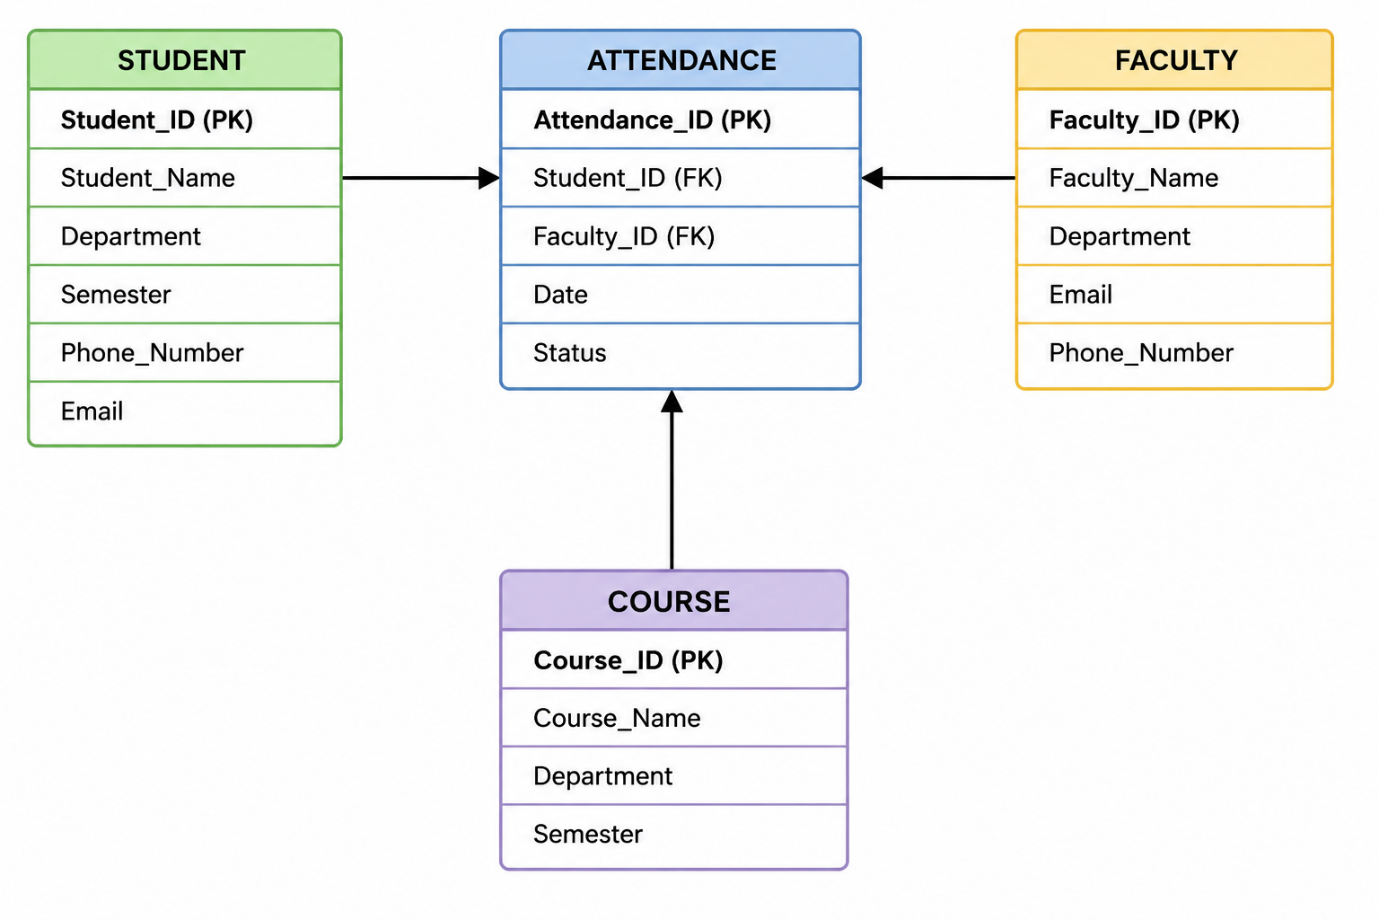 STUDENT
Student_ID (PK)
Student_Name
Department
Semester
Phone_Number
Email
ATTENDANCE
Attendance_ID (PK)
Student_ID (FK)
Faculty_ID (FK)
Date
Status
FACULTY
Faculty_ID (PK)
Faculty_Name
Department
Email
Phone_Number
COURSE
Course_ID (PK)
Course_Name
Department
Semester